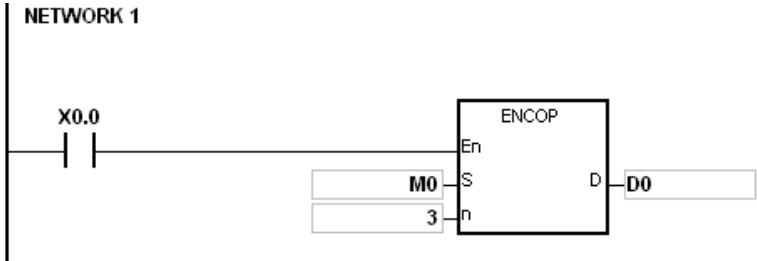 NETWORK 1
X0.0
ENCOP
En
M0 S D D0
3 n